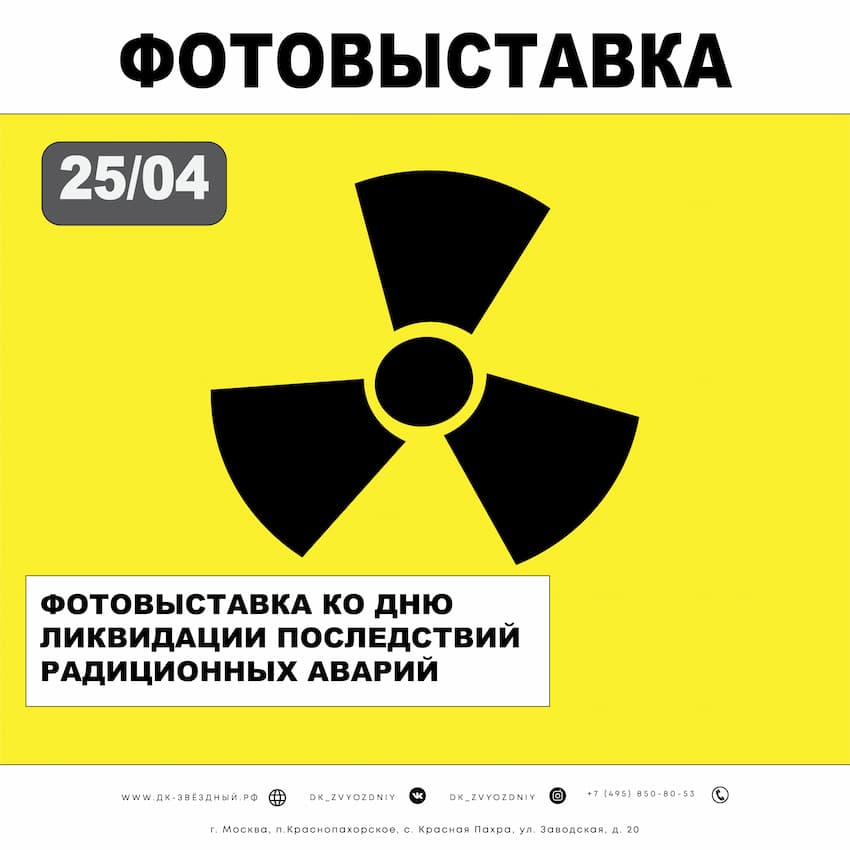 ФОТОВЫСТАВКА
25/04
ФОТОВЫСТАВКА КО ДНЮ
ЛИКВИДАЦИИ ПОСЛЕДСТВИЙ
РАДИЦИОННЫХ АВАРИЙ
WWW.ДК-ЗВЁЗДНЫЙ.РФ DK_ZVYOZDNIY DK_ZVYOZDNIY +7 (495) 850-80-53
г. Москва, п.Краснопахорское, с. Красная Пахра, ул. Заводская, д. 20